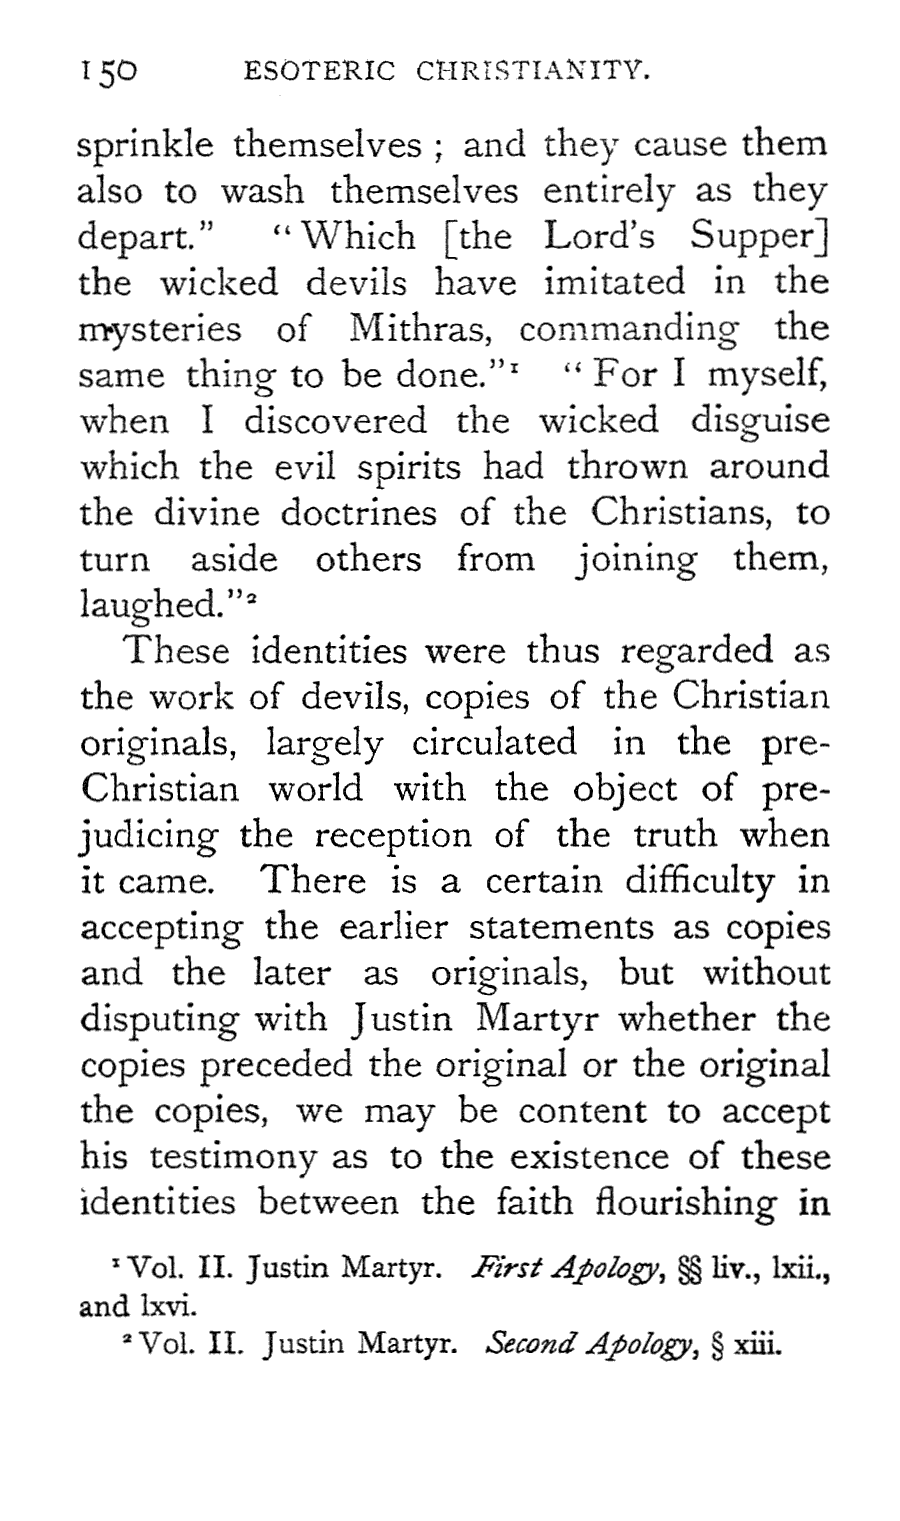 150 ESOTERIC CHRISTIANITY.
sprinkle themselves ; and they cause them
also to wash themselves entirely as they
depart." "Which [the Lord's Supper]
the wicked devils have imitated in the
mysteries of Mithras, commanding the
same thing to be done."¹ "For I myself,
when I discovered the wicked disguise
which the evil spirits had thrown around
the divine doctrines of the Christians, to
turn aside others from joining them,
laughed."²
These identities were thus regarded as
the work of devils, copies of the Christian
originals, largely circulated in the pre-
Christian world with the object of pre-
judicing the reception of the truth when
it came. There is a certain difficulty in
accepting the earlier statements as copies
and the later as originals, but without
disputing with Justin Martyr whether the
copies preceded the original or the original
the copies, we may be content to accept
his testimony as to the existence of these
identities between the faith flourishing in
¹ Vol. II. Justin Martyr. First Apology, §§ liv., lxii.,
and lxvi.
² Vol. II. Justin Martyr. Second Apology, § xiii.